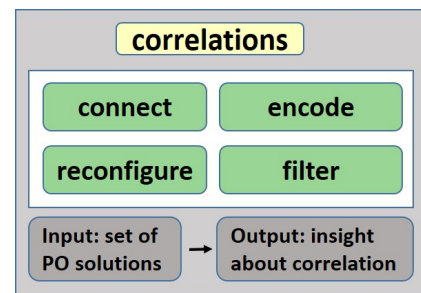 correlations
connect
encode
reconfigure
filter
Input: set of
PO solutions
Output: insight
about correlation